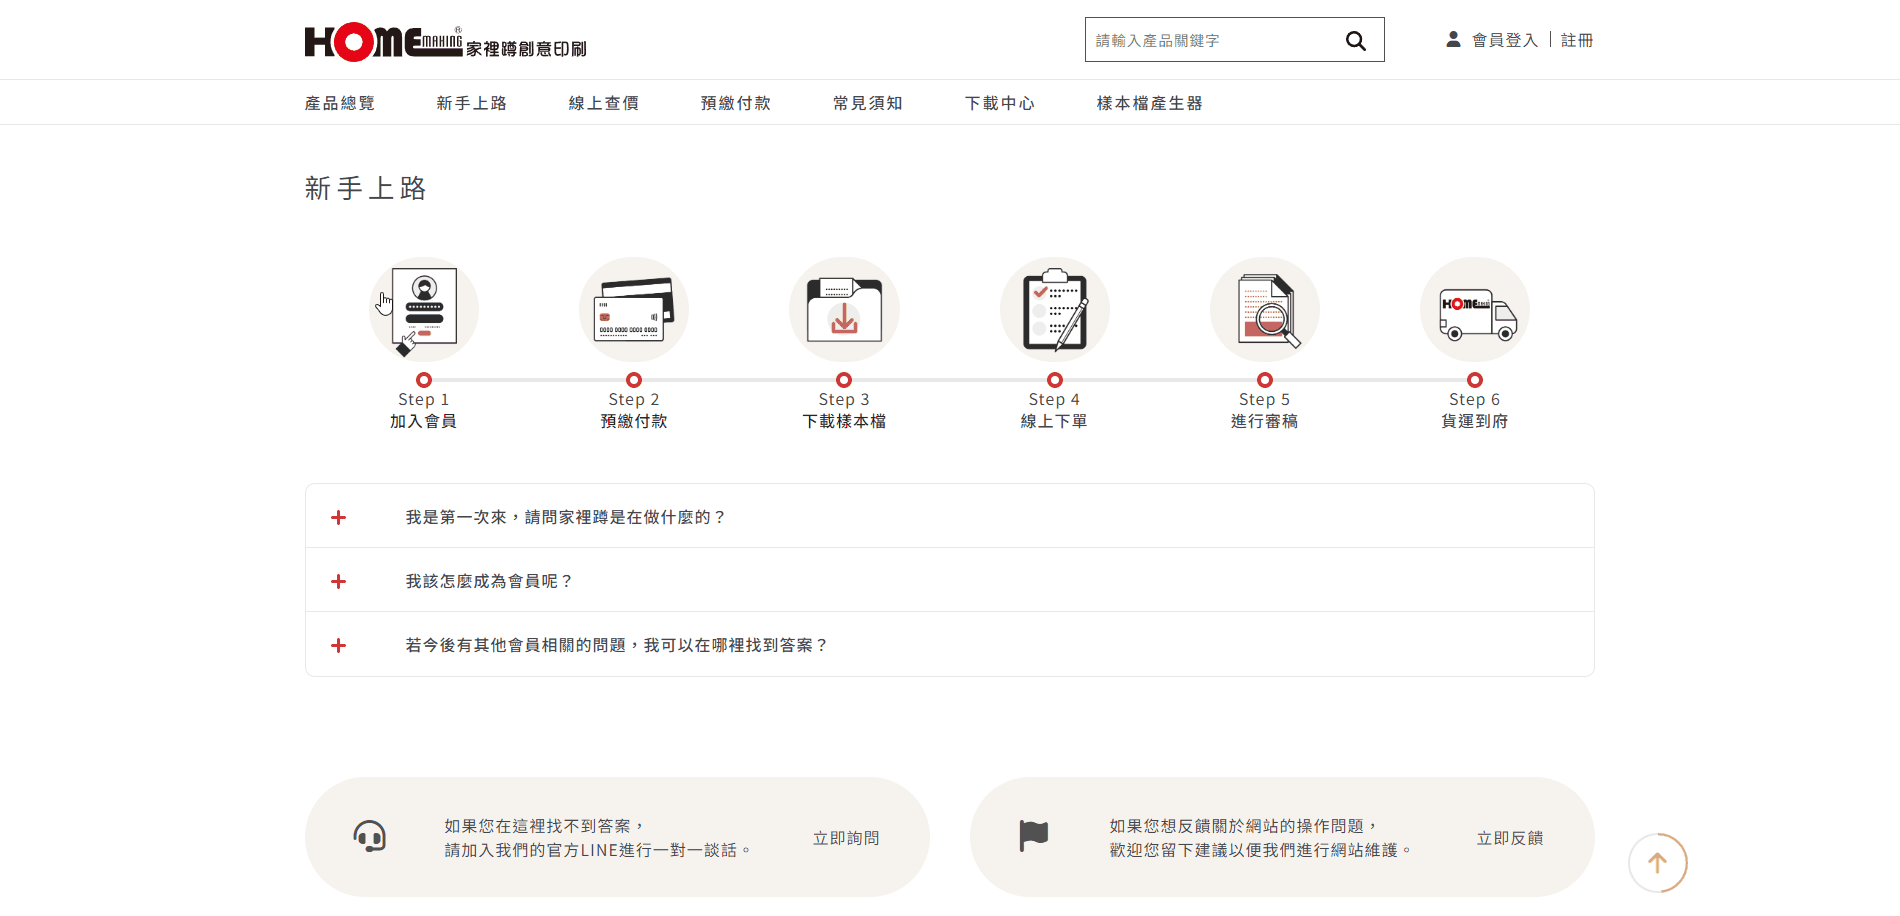 HOME MAKING® 家裡蹲創意印刷
請輸入產品關鍵字
會員登入 | 註冊
產品總覽 新手上路 線上查價 預繳付款 常見須知 下載中心 樣本檔產生器
新手上路
0000 0000 0000 0000
HOME
Step 1 Step 2 Step 3 Step 4 Step 5 Step 6
加入會員 預繳付款 下載樣本檔 線上下單 進行審稿 貨運到府
我是第一次來，請問家裡蹲是在做什麼的？
我該怎麼成為會員呢？
若今後有其他會員相關的問題，我可以在哪裡找到答案？
如果您在這裡找不到答案，
請加入我們的官方LINE進行一對一談話。
立即詢問
如果您想反饋關於網站的操作問題，
歡迎您留下建議以便我們進行網站維護。
立即反饋